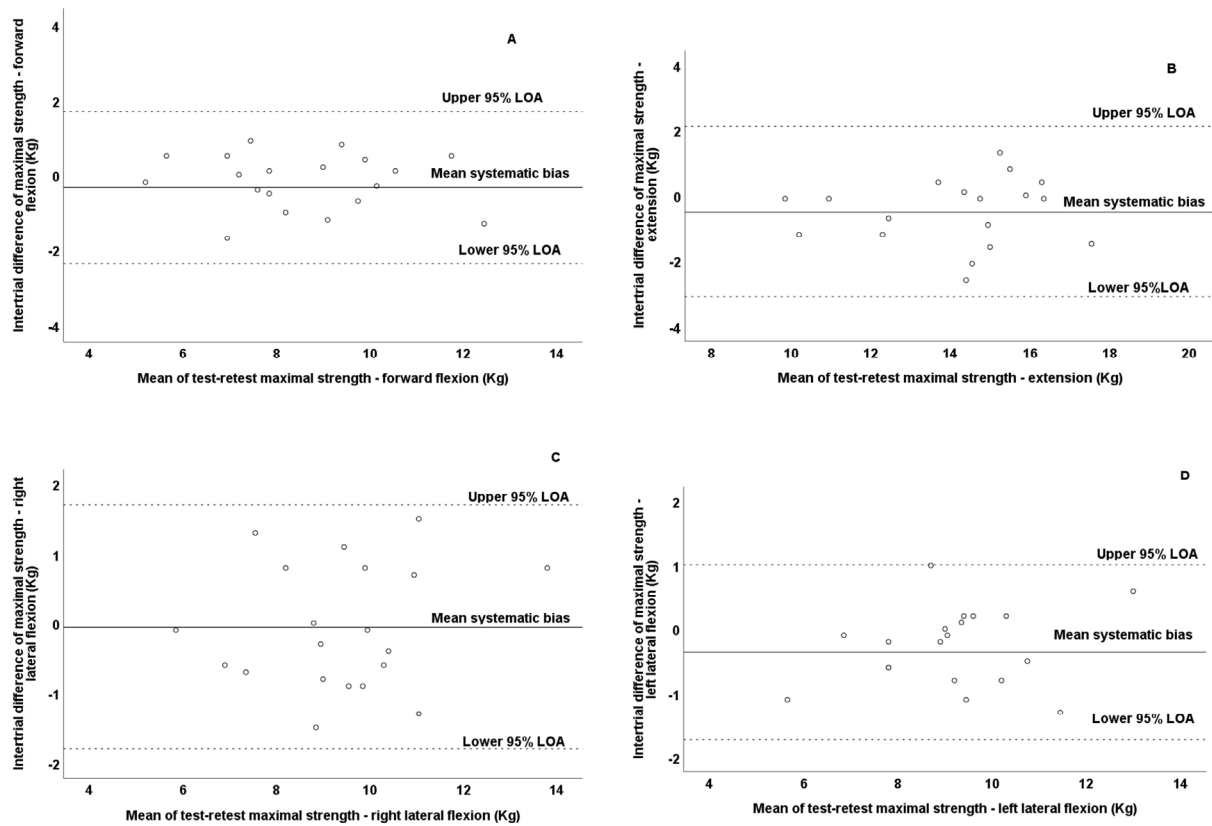 A
Intertrial difference of maximal strength - forward
flexion (Kg)
4
2
0
-2
-4
Upper 95% LOA
Mean systematic bias
Lower 95% LOA
4 6 8 10 12 14
Mean of test-retest maximal strength - forward flexion (Kg)
B
Intertrial difference of maximal strength -
extension (Kg)
4
2
0
-2
-4
Upper 95% LOA
Mean systematic bias
Lower 95%LOA
8 10 12 14 16 18 20
Mean of test-retest maximal strength - extension (Kg)
C
Intertrial difference of maximal strength - right
lateral flexion (Kg)
2
1
0
-1
-2
Upper 95% LOA
Mean systematic bias
Lower 95% LOA
4 6 8 10 12 14
Mean of test-retest maximal strength - right lateral flexion (Kg)
D
Intertrial difference of maximal strength -
left lateral flexion (Kg)
2
1
0
-1
-2
Upper 95% LOA
Mean systematic bias
Lower 95% LOA
4 6 8 10 12 14
Mean of test-retest maximal strength - left lateral flexion (Kg)